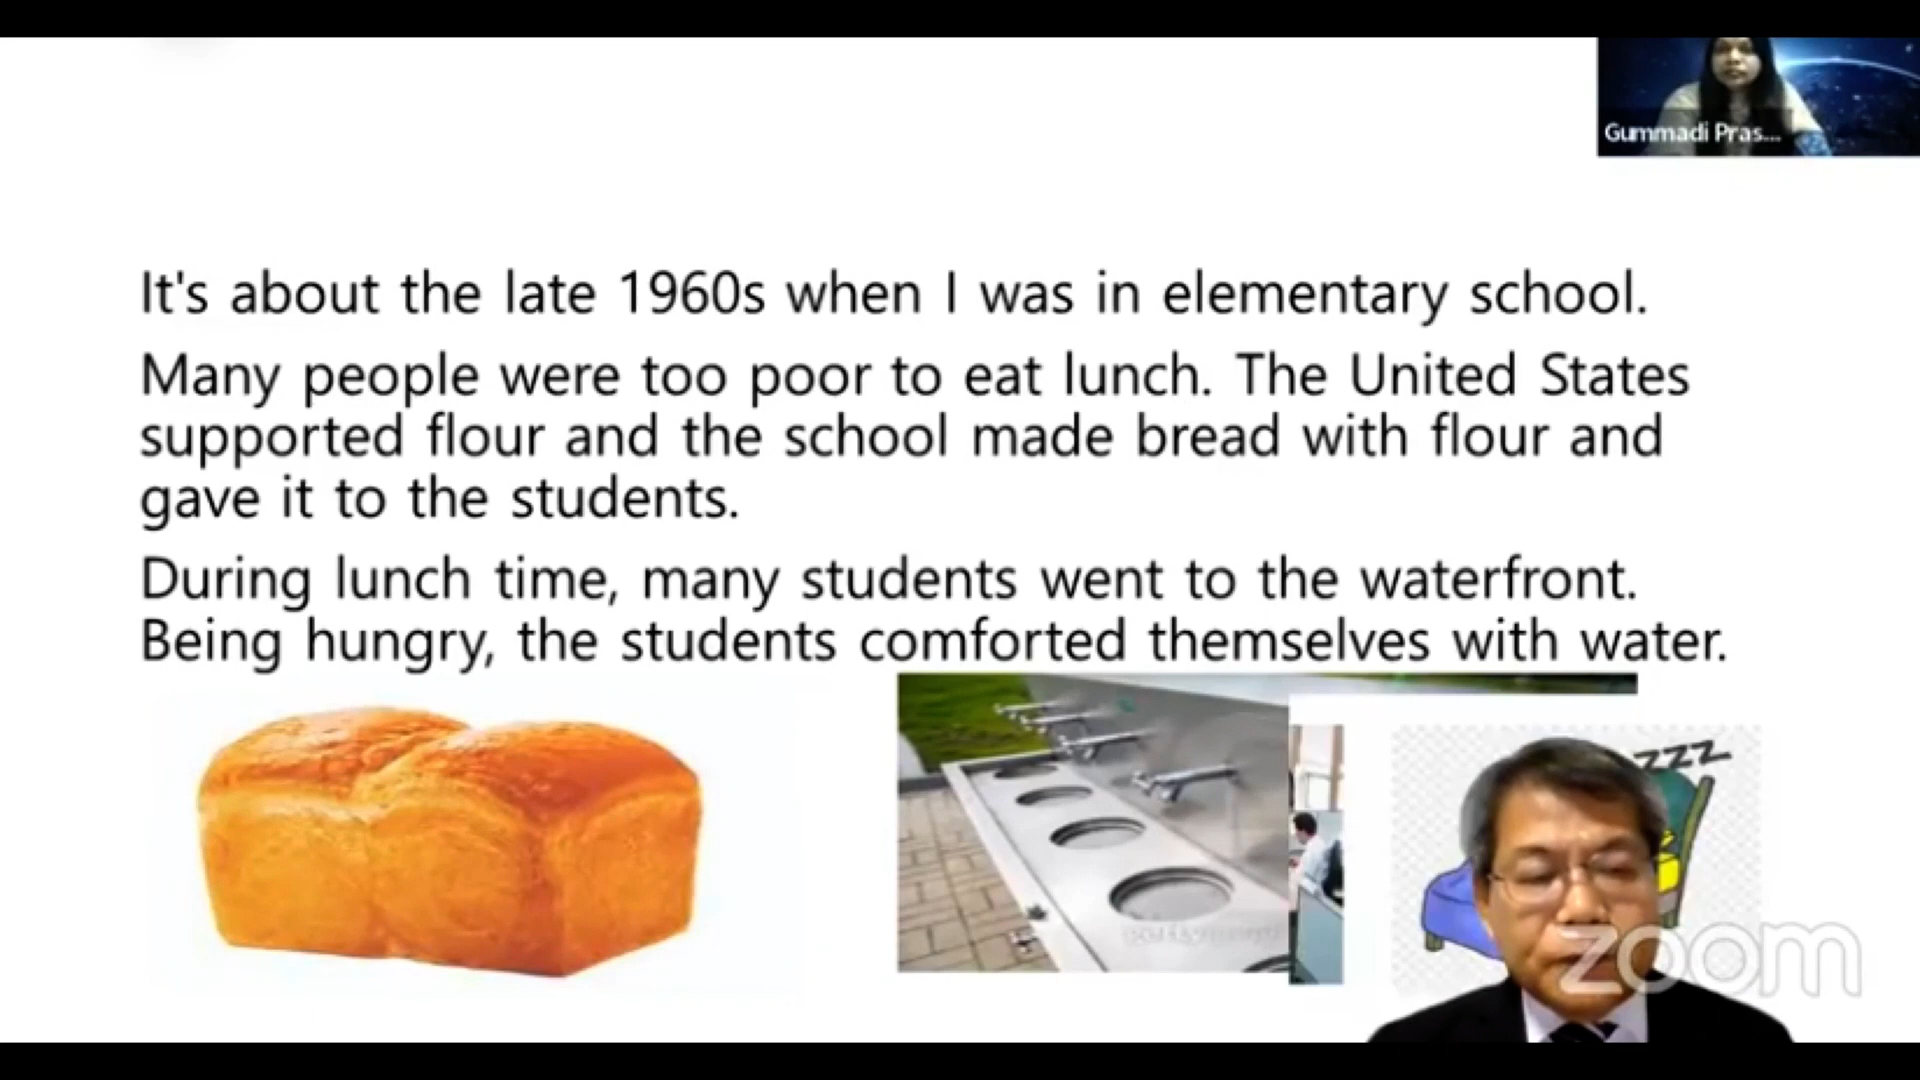 Gummadi Pras...
It's about the late 1960s when I was in elementary school.
Many people were too poor to eat lunch. The United States
supported flour and the school made bread with flour and
gave it to the students.
During lunch time, many students went to the waterfront.
Being hungry, the students comforted themselves with water.
zzz
zoom